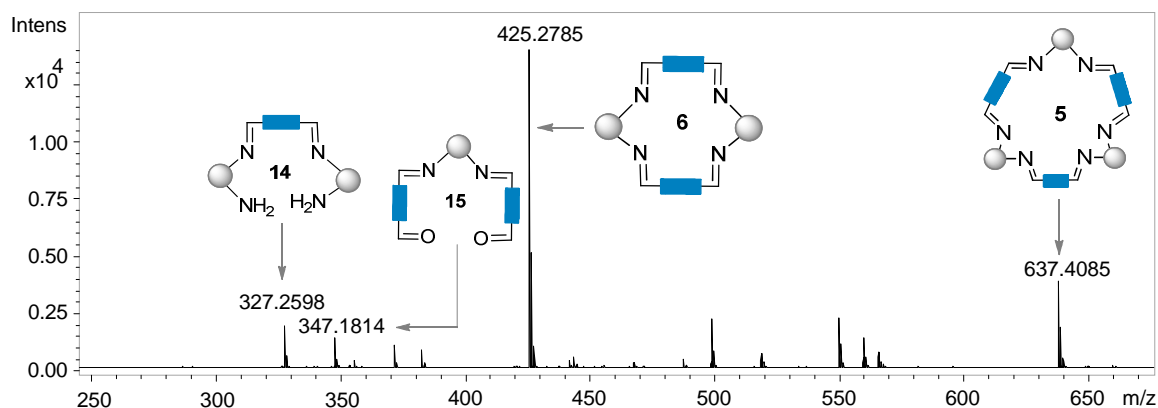 Intens
x10⁴
1.00
0.75
0.50
0.25
0.00
250
300
350
400
450
500
550
600
650
m/z
327.2598
347.1814
425.2785
637.4085
N
N
14
NH₂
H₂N
N
N
15
O
O
N
N
6
N
N
N
N
5
N
N
N
N